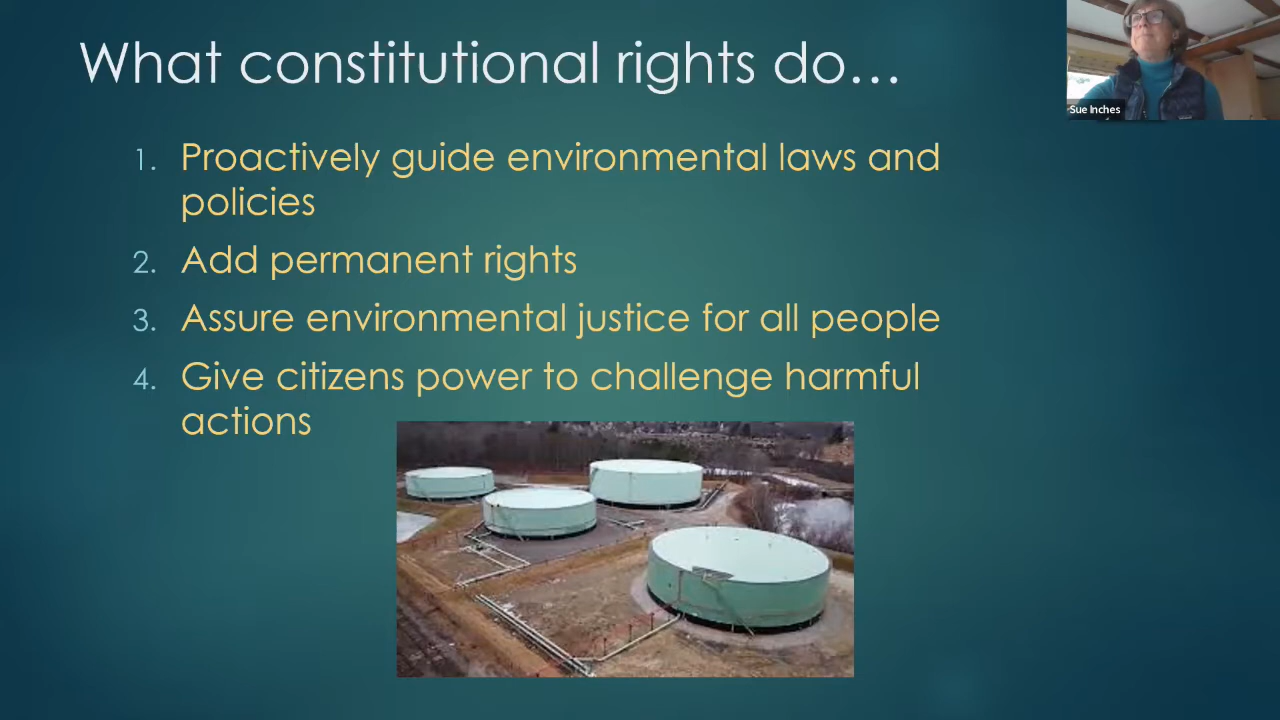 What constitutional rights do…
Sue Inches
1. Proactively guide environmental laws and
policies
2. Add permanent rights
3. Assure environmental justice for all people
4. Give citizens power to challenge harmful
actions